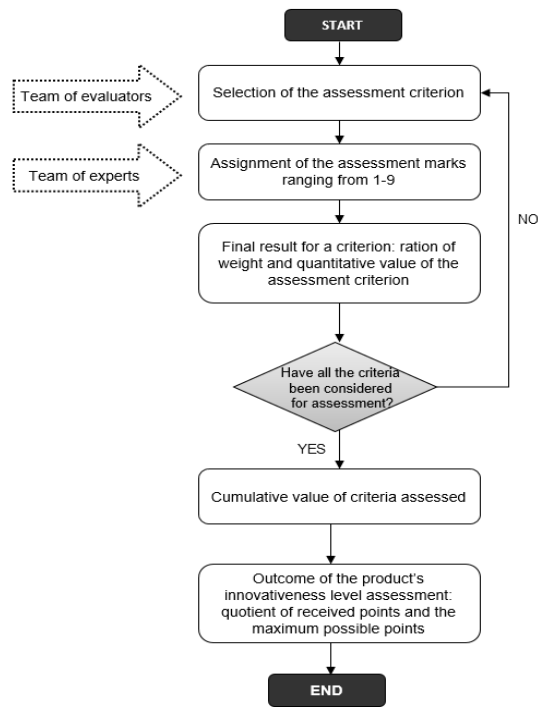 START
Team of evaluators
Selection of the assessment criterion
Team of experts
Assignment of the assessment marks
ranging from 1-9
NO
Final result for a criterion: ration of
weight and quantitative value of the
assessment criterion
Have all the criteria
been considered
for assessment?
YES
Cumulative value of criteria assessed
Outcome of the product's
innovativeness level assessment:
quotient of received points and the
maximum possible points
END